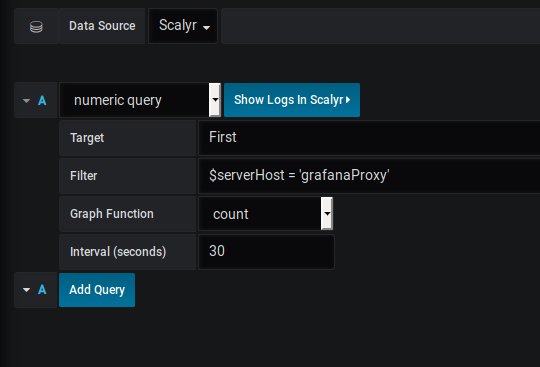 Data Source Scalyr
A numeric query Show Logs In Scalyr
Target First
Filter $serverHost = 'grafanaProxy'
Graph Function count
Interval (seconds) 30
A Add Query